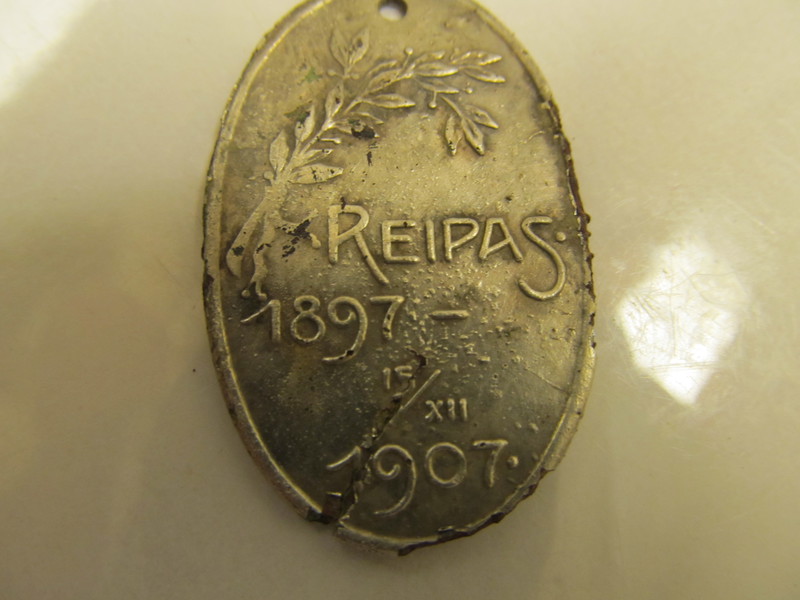 REIPAS.
1897 –
15/XII
1907.